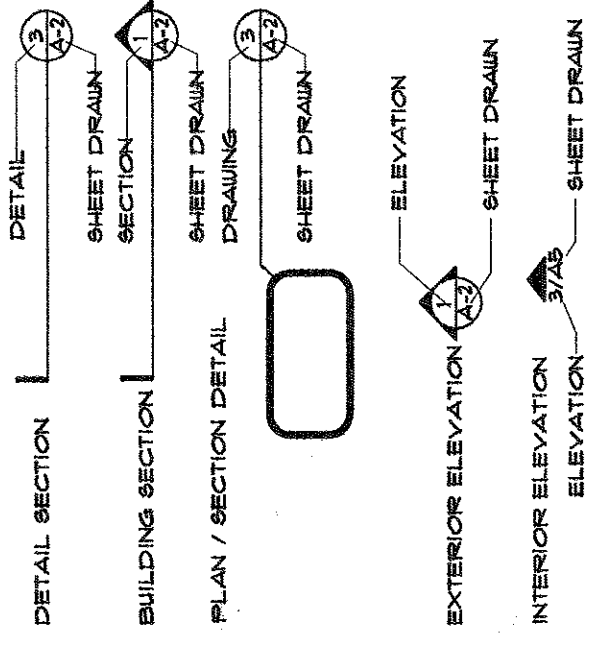 DETAIL SECTION
DETAIL
3
A-2
SHEET DRAWN
BUILDING SECTION
SECTION
1
A-2
SHEET DRAWN
PLAN / SECTION DETAIL
DRAWING
3
A-2
SHEET DRAWN
EXTERIOR ELEVATION
ELEVATION
1
A-2
SHEET DRAWN
INTERIOR ELEVATION
3/A5
ELEVATION
SHEET DRAWN